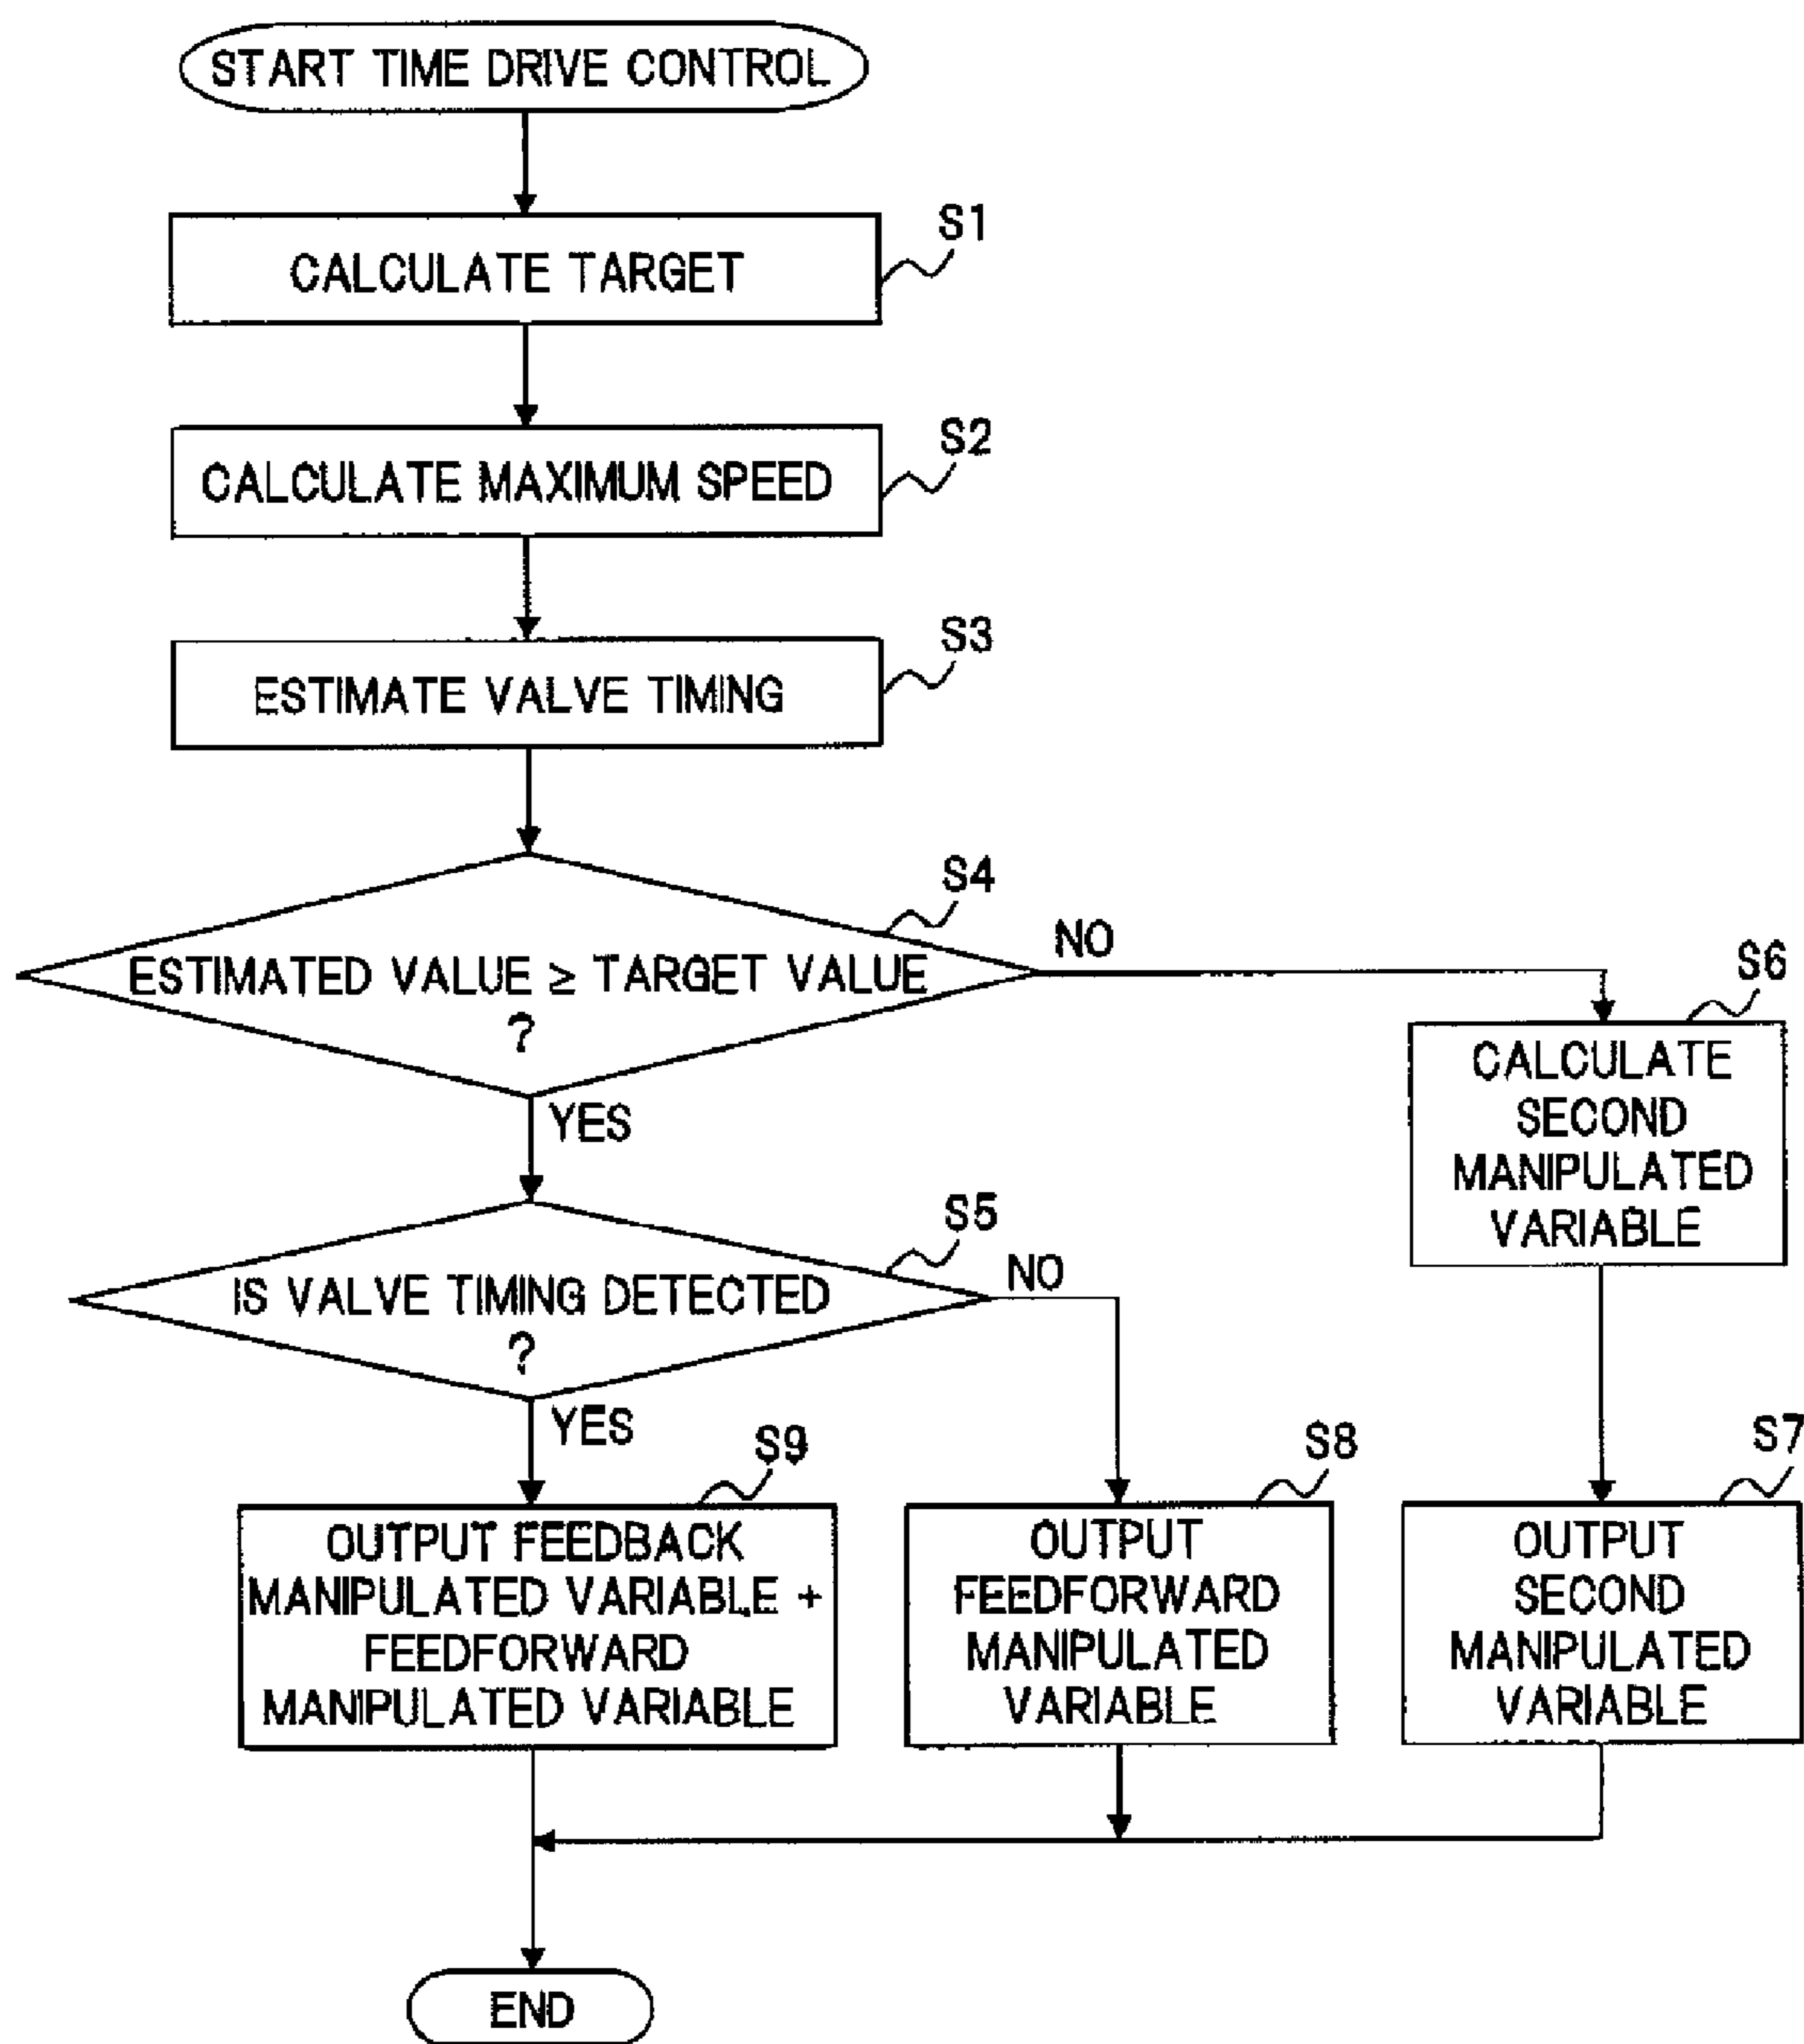 START TIME DRIVE CONTROL
S1
CALCULATE TARGET
S2
CALCULATE MAXIMUM SPEED
S3
ESTIMATE VALVE TIMING
S4
ESTIMATED VALUE ≥ TARGET VALUE
?
NO
YES
S6
CALCULATE
SECOND
MANIPULATED
VARIABLE
S5
IS VALVE TIMING DETECTED
?
NO
YES
S9
OUTPUT FEEDBACK
MANIPULATED VARIABLE +
FEEDFORWARD
MANIPULATED VARIABLE
S8
OUTPUT
FEEDFORWARD
MANIPULATED
VARIABLE
S7
OUTPUT
SECOND
MANIPULATED
VARIABLE
END